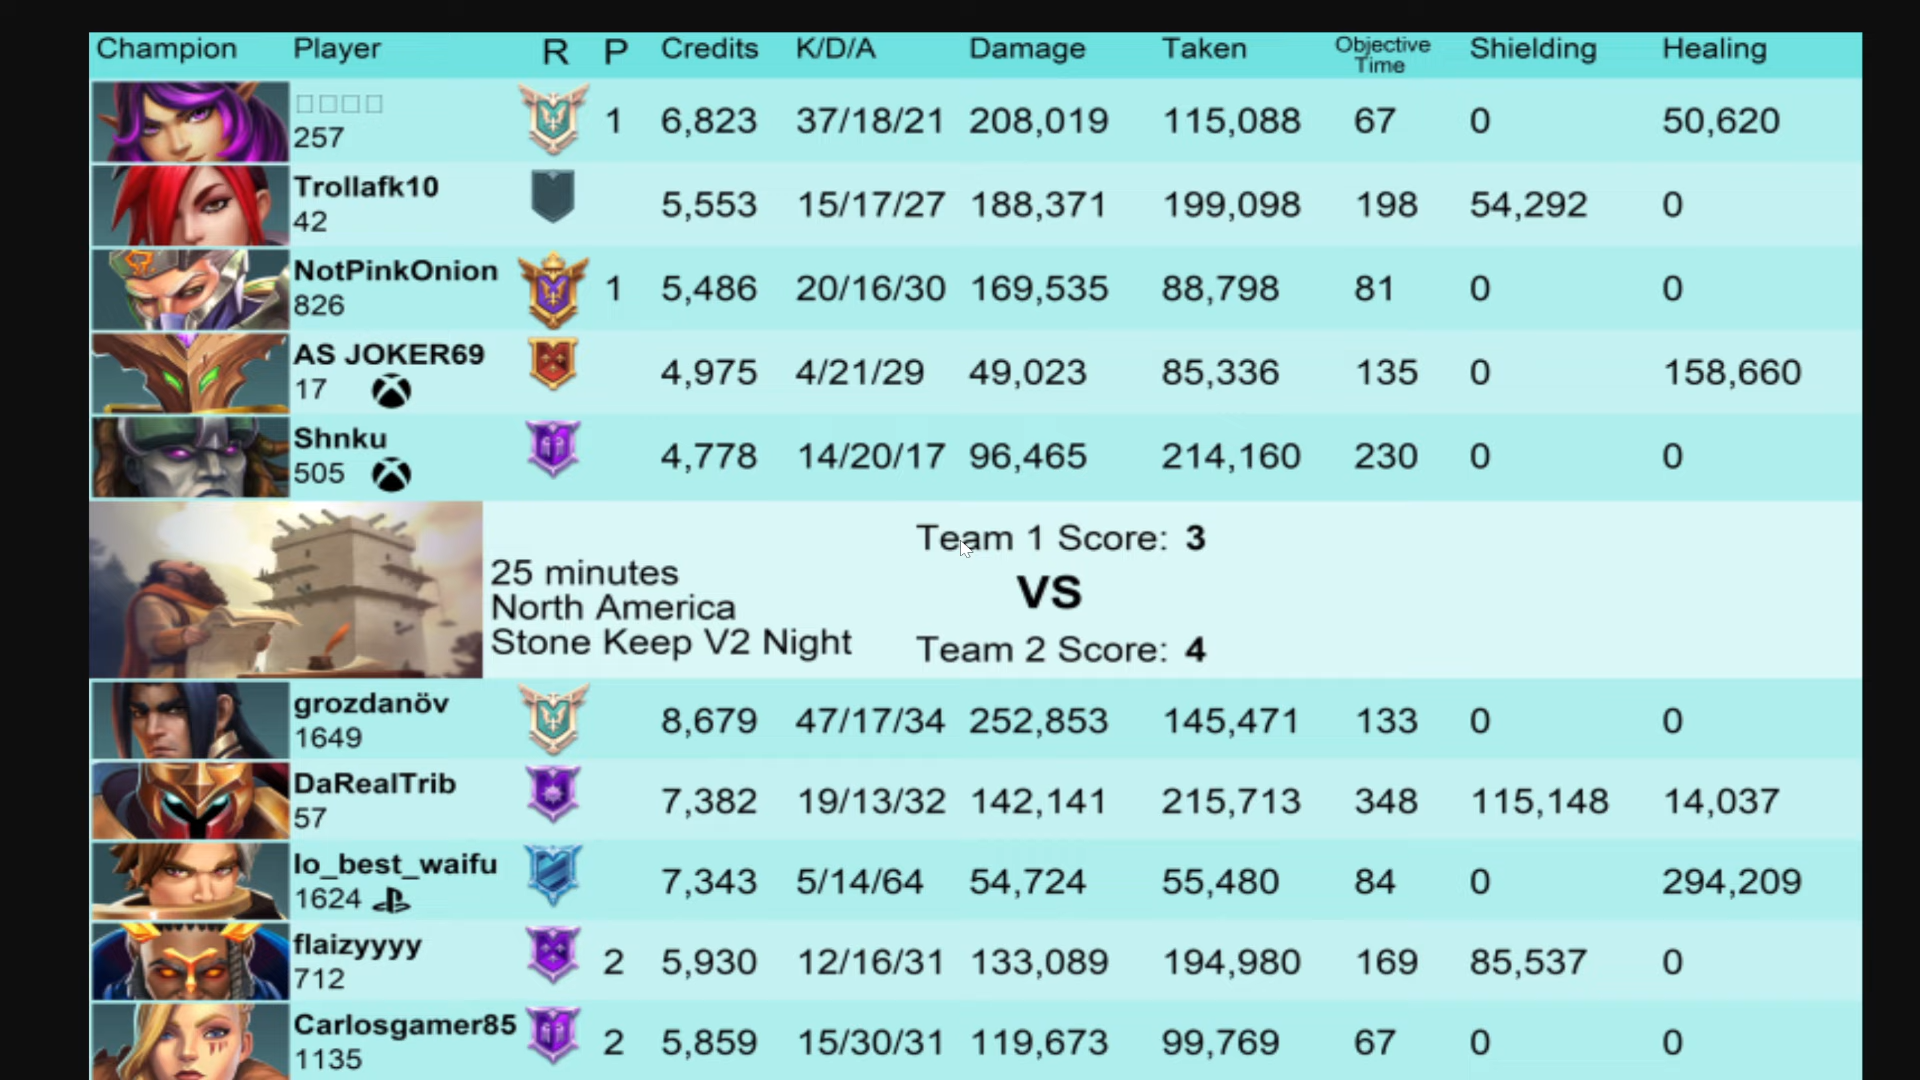 Champion Player R P Credits K/D/A Damage Taken Objective Time Shielding Healing
□□□□
257 1 6,823 37/18/21 208,019 115,088 67 0 50,620
Trollafk10
42 5,553 15/17/27 188,371 199,098 198 54,292 0
NotPinkOnion
826 1 5,486 20/16/30 169,535 88,798 81 0 0
AS JOKER69
17 4,975 4/21/29 49,023 85,336 135 0 158,660
Shnku
505 4,778 14/20/17 96,465 214,160 230 0 0
Team 1 Score: 3
25 minutes
VS
North America
Stone Keep V2 Night
Team 2 Score: 4
grozdanöv
1649 8,679 47/17/34 252,853 145,471 133 0 0
DaRealTrib
57 7,382 19/13/32 142,141 215,713 348 115,148 14,037
Io_best_waifu
1624 7,343 5/14/64 54,724 55,480 84 0 294,209
flaizyyyy
712 2 5,930 12/16/31 133,089 194,980 169 85,537 0
Carlosgamer85
1135 2 5,859 15/30/31 119,673 99,769 67 0 0